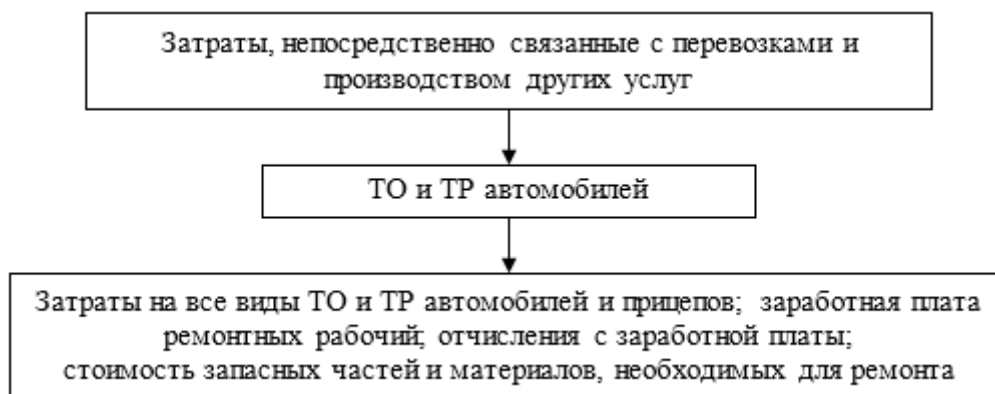 Затраты, непосредственно связанные с перевозками и
производством других услуг
ТО и ТР автомобилей
Затраты на все виды ТО и ТР автомобилей и прицепов; заработная плата
ремонтных рабочий; отчисления с заработной платы;
стоимость запасных частей и материалов, необходимых для ремонта